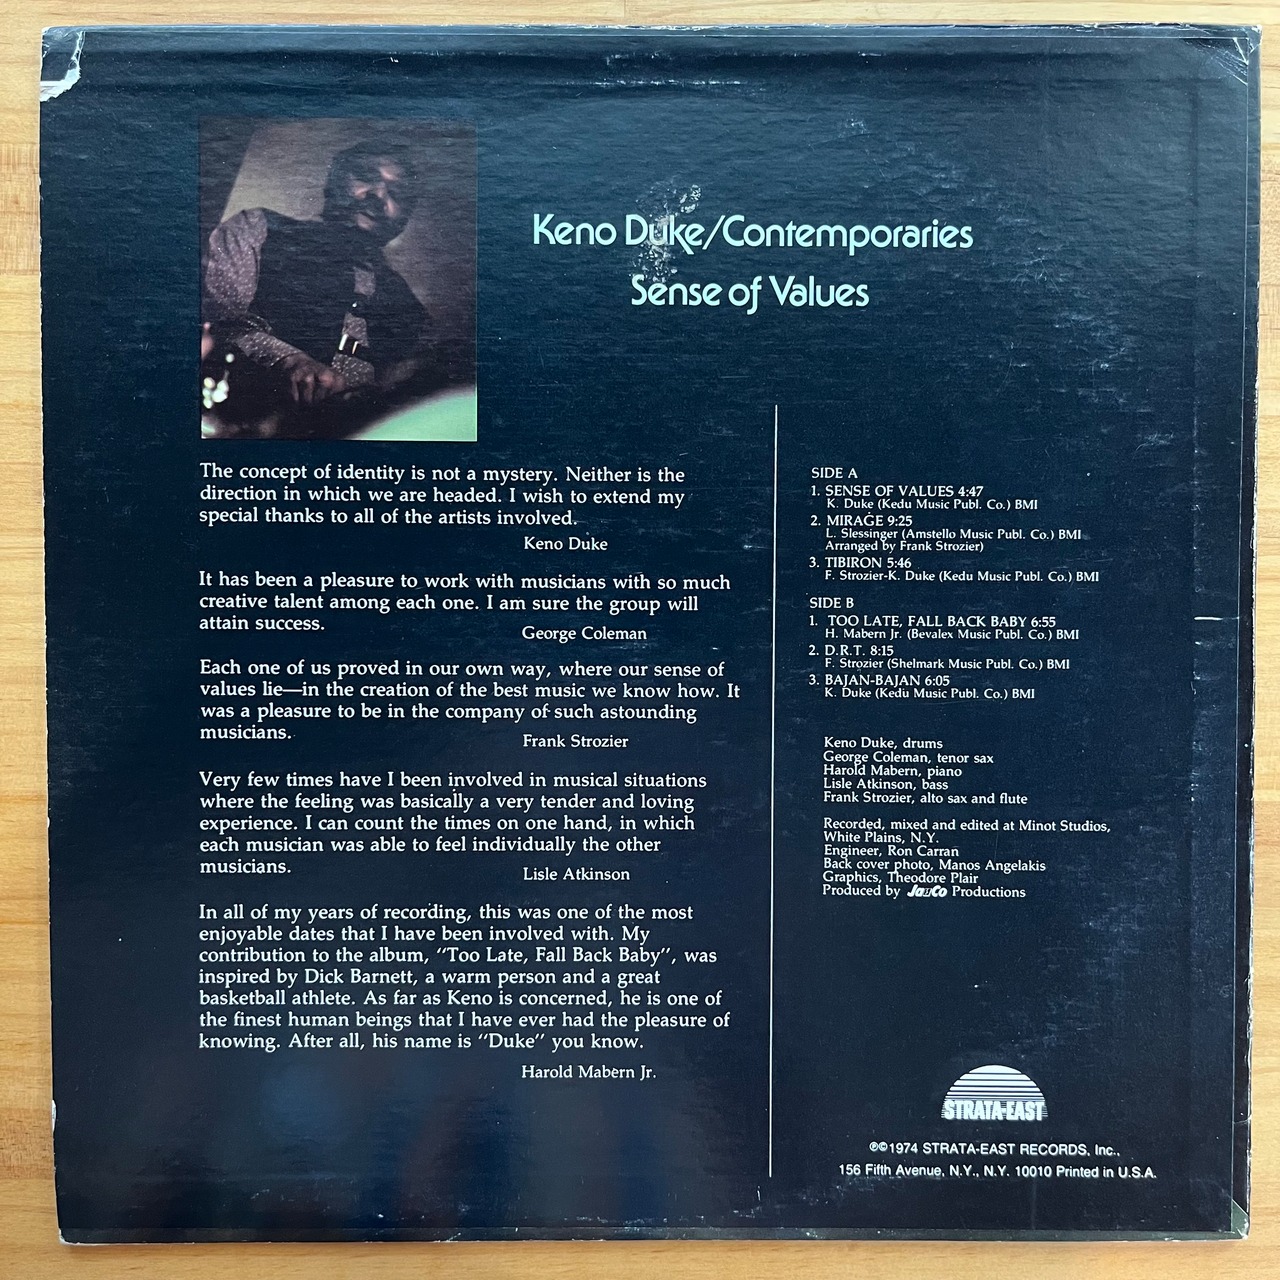 Keno Duke/Contemporaries
Sense of Values
The concept of identity is not a mystery. Neither is the
direction in which we are headed. I wish to extend my
special thanks to all of the artists involved.
Keno Duke
It has been a pleasure to work with musicians with so much
creative talent among each one. I am sure the group will
attain success.
George Coleman
Each one of us proved in our own way, where our sense of
values lie—in the creation of the best music we know how. It
was a pleasure to be in the company of such astounding
musicians.
Frank Strozier
Very few times have I been involved in musical situations
where the feeling was basically a very tender and loving
experience. I can count the times on one hand, in which
each musician was able to feel individually the other
musicians.
Lisle Atkinson
In all of my years of recording, this was one of the most
enjoyable dates that I have been involved with. My
contribution to the album, “Too Late, Fall Back Baby”, was
inspired by Dick Barnett, a warm person and a great
basketball athlete. As far as Keno is concerned, he is one of
the finest human beings that I have ever had the pleasure of
knowing. After all, his name is “Duke” you know.
Harold Mabern Jr.
SIDE A
1. SENSE OF VALUES 4:47
K. Duke (Kedu Music Publ. Co.) BMI
2. MIRAGE 9:25
L. Slessinger (Amstello Music Publ. Co.) BMI
Arranged by Frank Strozier)
3. TIBIRON 5:46
F. Strozier-K. Duke (Kedu Music Publ. Co.) BMI
SIDE B
1. TOO LATE, FALL BACK BABY 6:55
H. Mabern Jr. (Bevalex Music Publ. Co.) BMI
2. D.R.T. 8:15
F. Strozier (Shelmark Music Publ. Co.) BMI
3. BAJAN-BAJAN 6:05
K. Duke (Kedu Music Publ. Co.) BMI
Keno Duke, drums
George Coleman, tenor sax
Harold Mabern, piano
Lisle Atkinson, bass
Frank Strozier, alto sax and flute
Recorded, mixed and edited at Minot Studios,
White Plains, N.Y.
Engineer, Ron Carran
Back cover photo, Manos Angelakis
Graphics, Theodore Plair
Produced by JazzCo Productions
STRATA-EAST
℗©1974 STRATA-EAST RECORDS, Inc.,
156 Fifth Avenue, N.Y., N.Y. 10010 Printed in U.S.A.